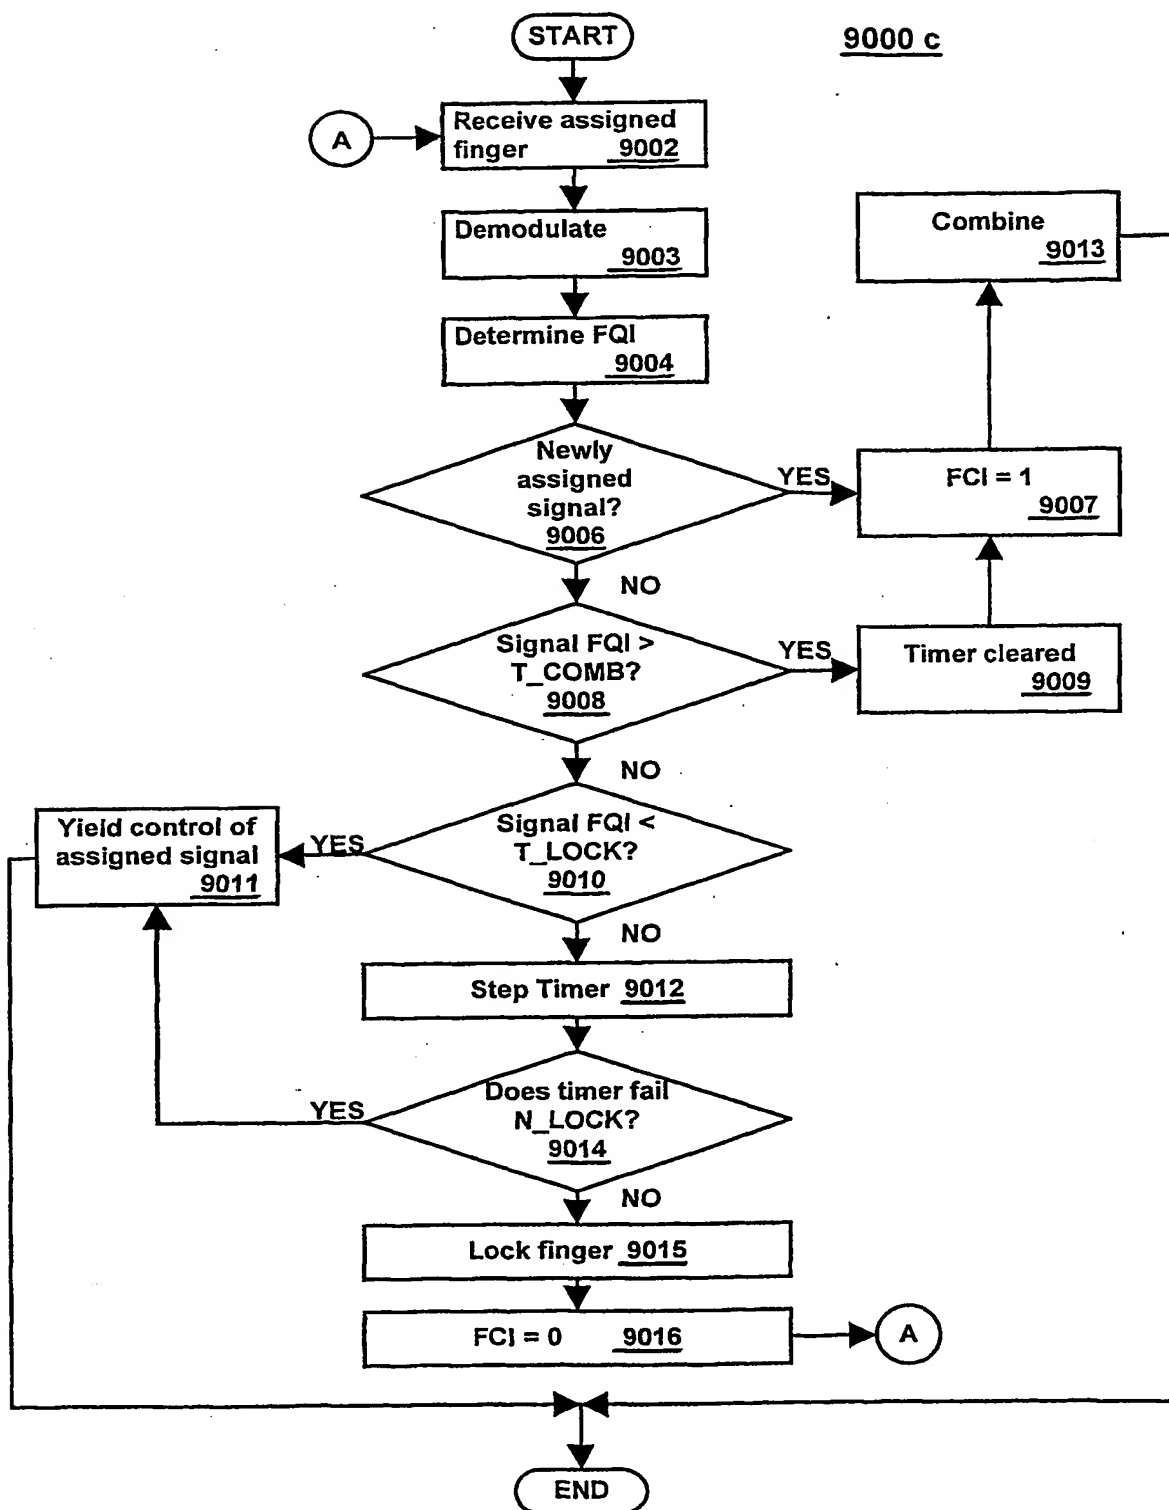 START
9000 c
A
Receive assigned
finger 9002
Demodulate
9003
Combine
9013
Determine FQI
9004
Newly
assigned
signal?
9006
YES
FCI = 1
9007
NO
Signal FQI >
T_COMB?
9008
YES
Timer cleared
9009
NO
Signal FQI <
T_LOCK?
9010
YES
Yield control of
assigned signal
9011
NO
Step Timer 9012
Does timer fail
N_LOCK?
9014
YES
NO
Lock finger 9015
FCI = 0 9016
A
END